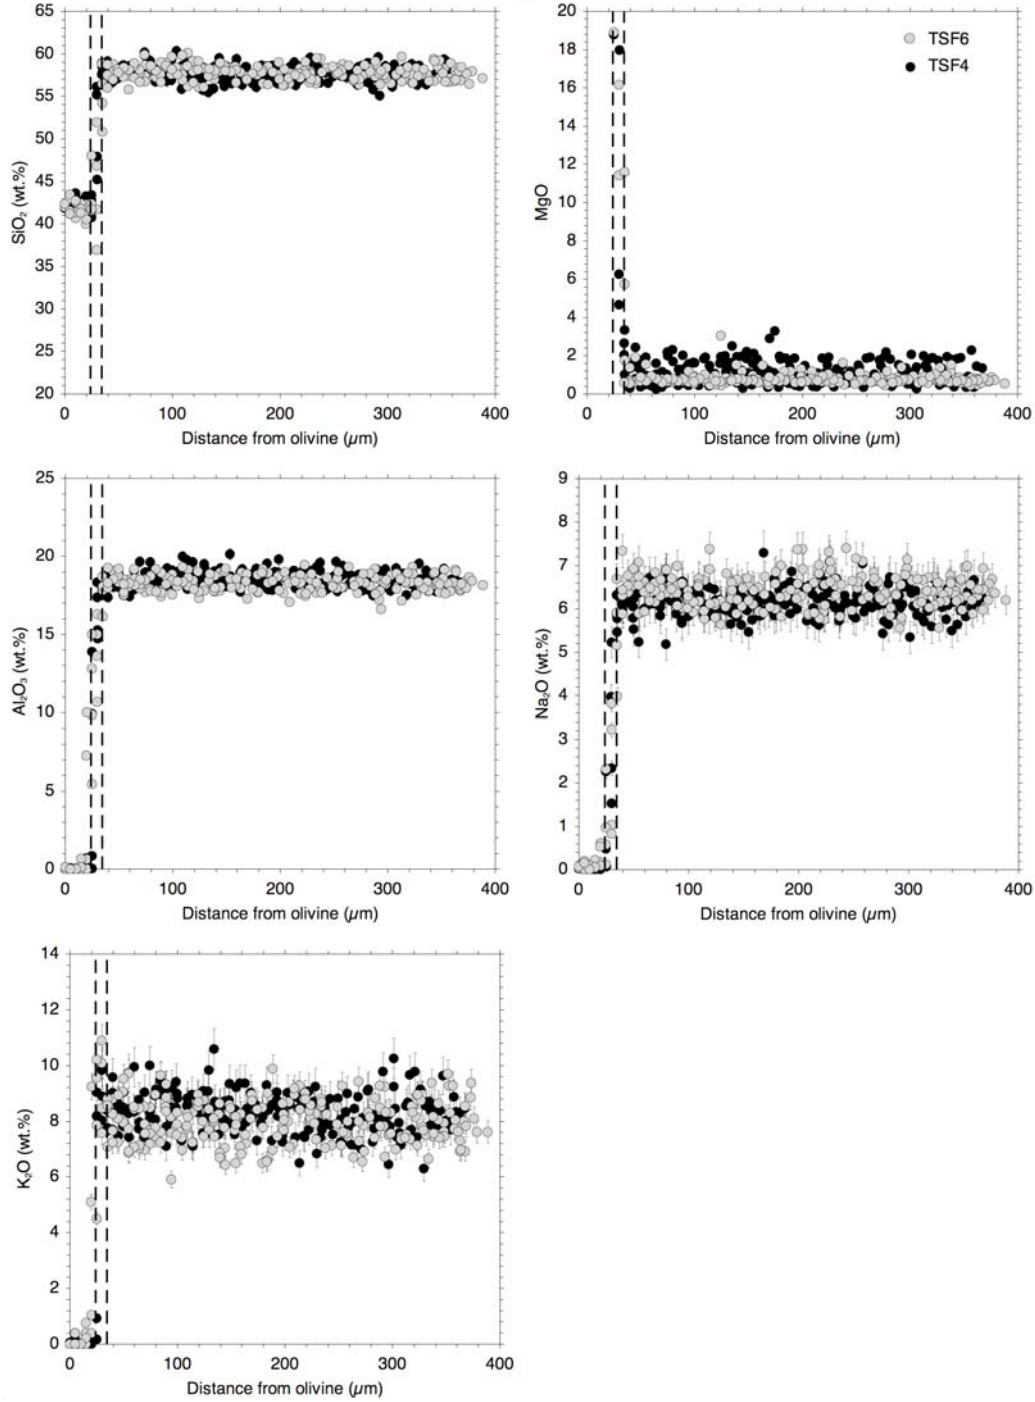 65
60
55
50
45
40
35
30
25
20
SiO₂ (wt.%)
0 100 200 300 400
Distance from olivine (µm)
20
18
16
14
12
10
8
6
4
2
0
MgO
TSF6
TSF4
0 100 200 300 400
Distance from olivine (µm)
25
20
15
10
5
0
Al₂O₃ (wt.%)
0 100 200 300 400
Distance from olivine (µm)
9
8
7
6
5
4
3
2
1
0
Na₂O (wt.%)
0 100 200 300 400
Distance from olivine (µm)
14
12
10
8
6
4
2
0
K₂O (wt.%)
0 100 200 300 400
Distance from olivine (µm)